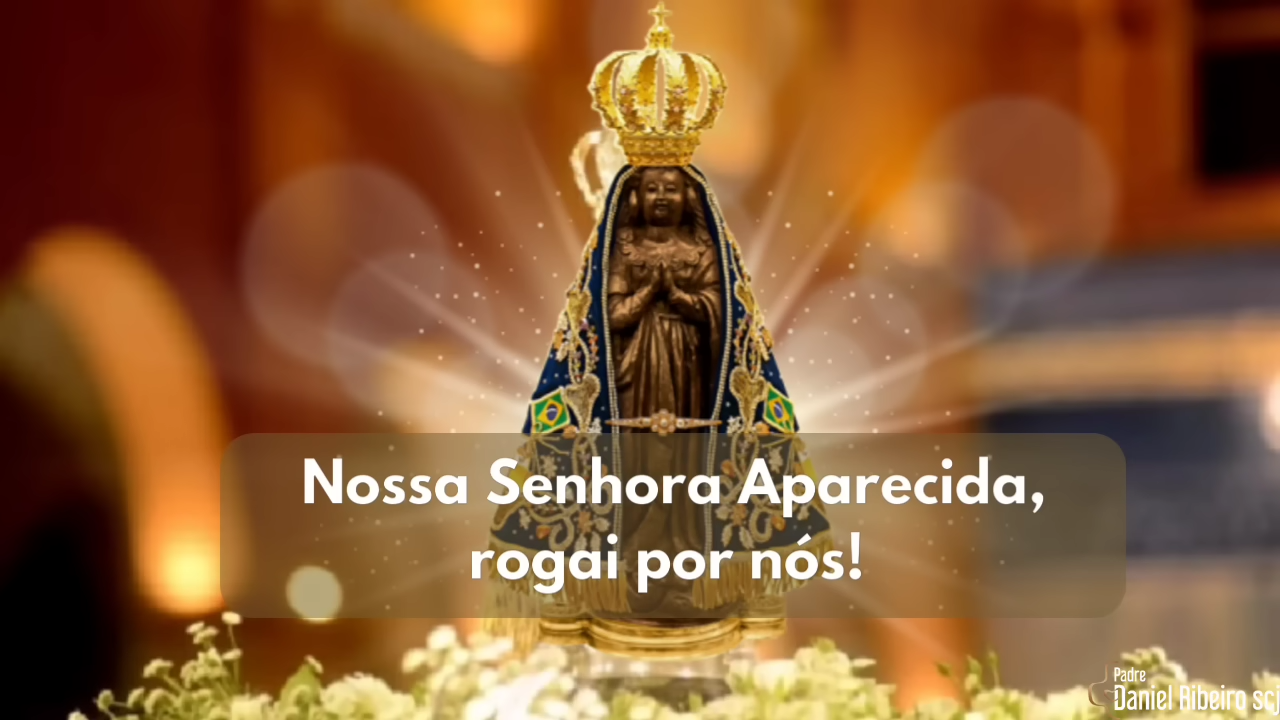 Nossa Senhora Aparecida,
rogai por nós!
Padre
Daniel Ribeiro scj